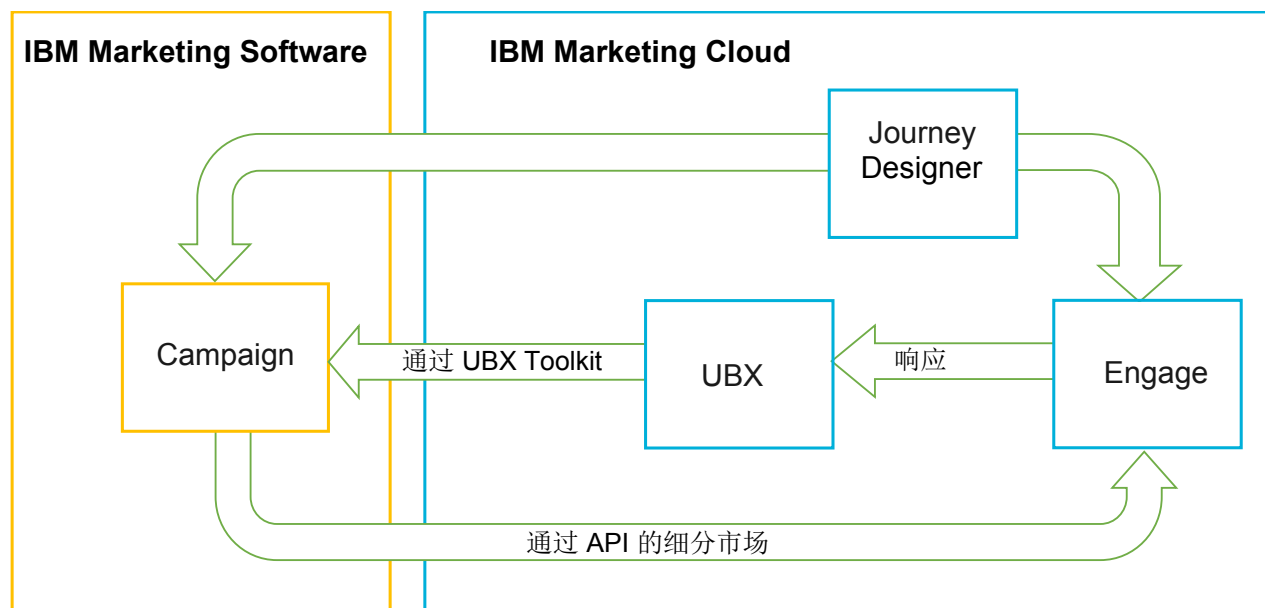 IBM Marketing Software
IBM Marketing Cloud
Journey
Designer
Campaign
通过 UBX Toolkit
UBX
响应
Engage
通过 API 的细分市场